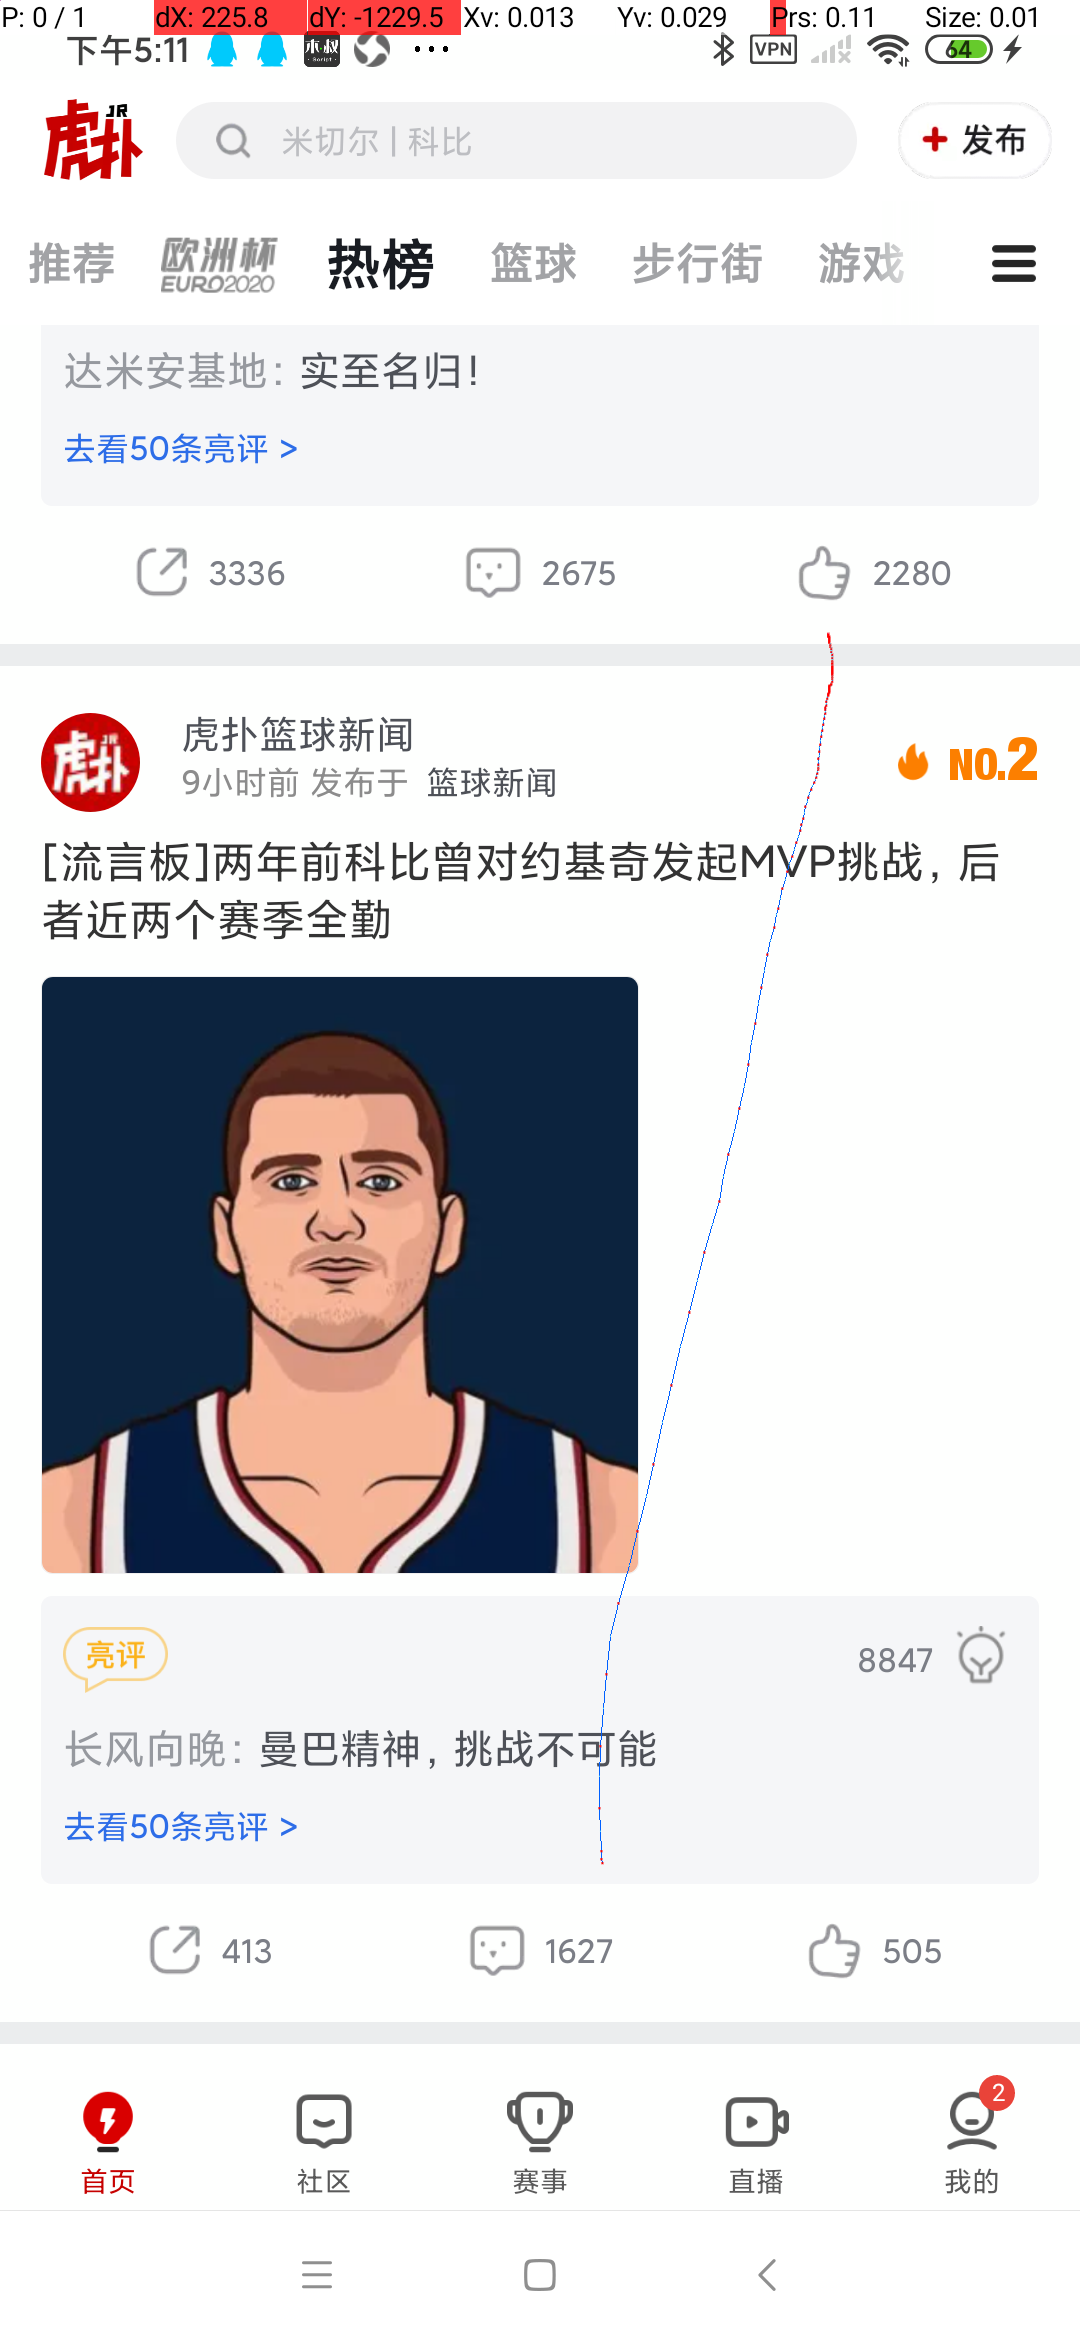 P: 0 / 1 dX: 225.8 dY: -1229.5 Xv: 0.013 Yv: 0.029 Prs: 0.11 Size: 0.01
下午5:11 木叔 Script ··· VPN 64
虎扑 JR 米切尔 | 科比 发布
推荐 欧洲杯 EURO2020 热榜 篮球 步行街 游戏
达米安基地：实至名归！
去看50条亮评 >
3336 2675 2280
虎扑 JR 虎扑篮球新闻
9小时前 发布于 篮球新闻 NO.2
[流言板]两年前科比曾对约基奇发起MVP挑战，后
者近两个赛季全勤
亮评 8847
长风向晚：曼巴精神，挑战不可能
去看50条亮评 >
413 1627 505
2
首页 社区 赛事 直播 我的